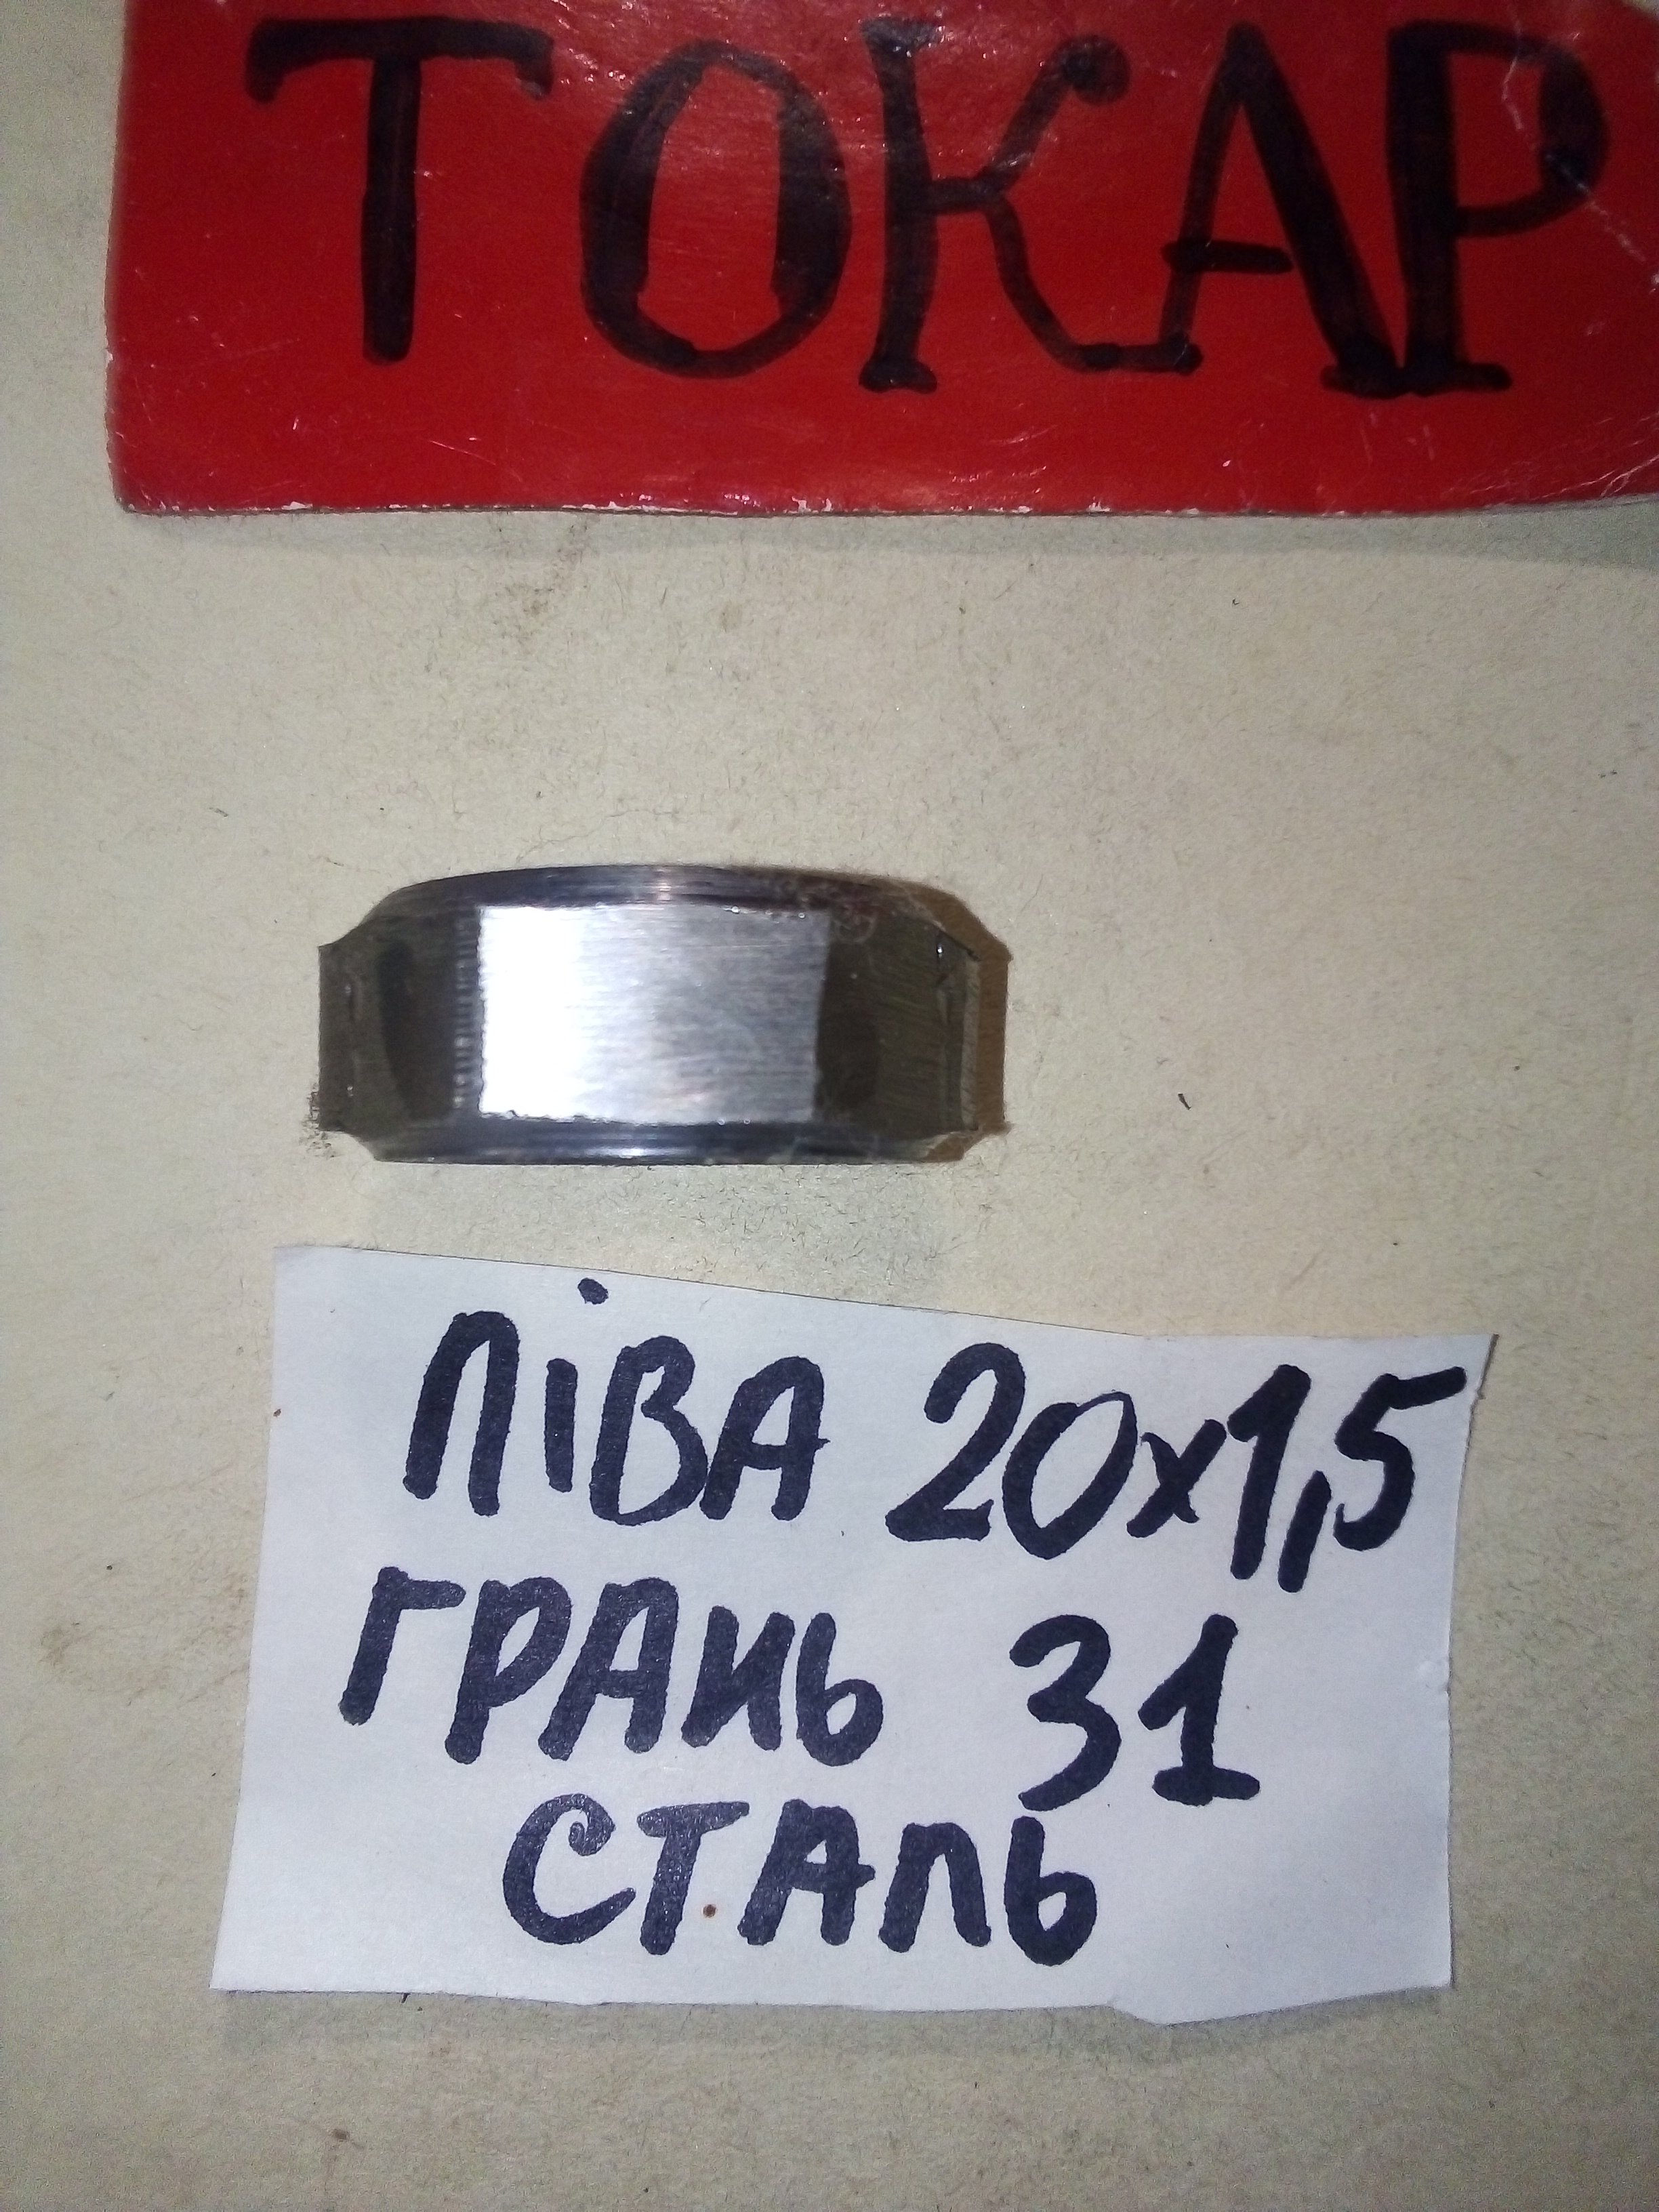 ТОКАР
ліва 20х1,5
грань 31
сталь